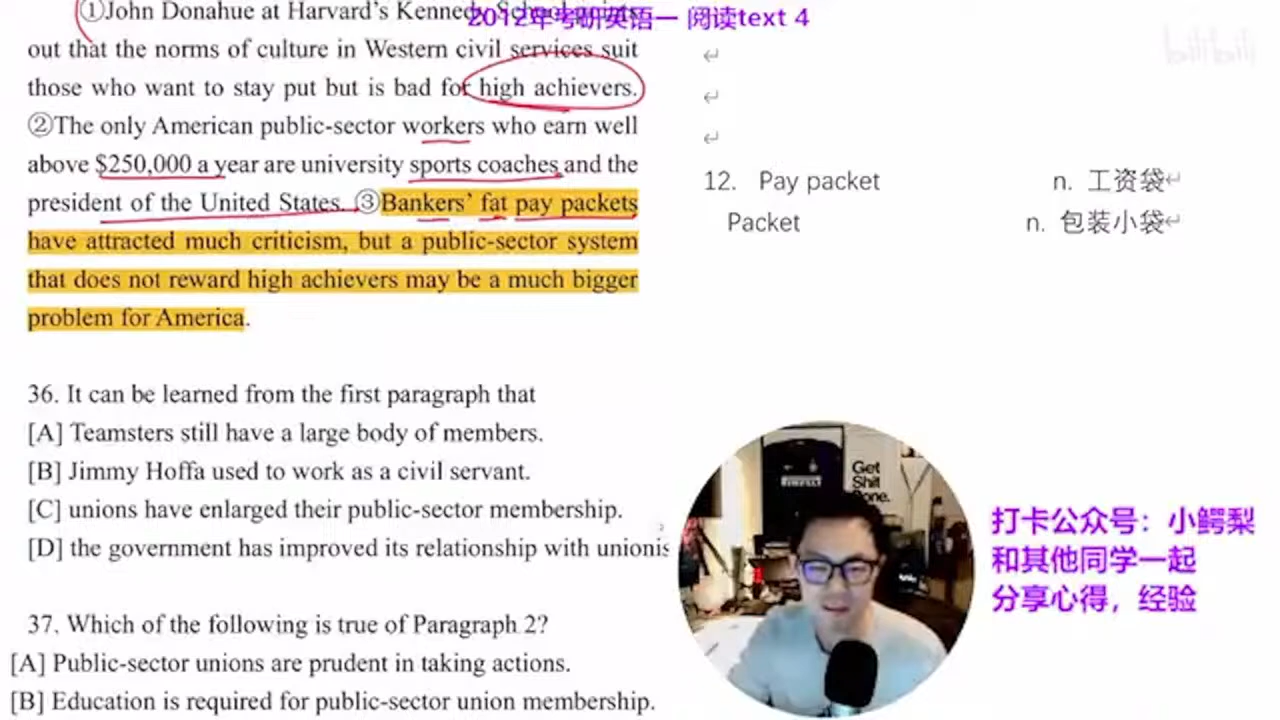 2012年考研英语一 阅读text 4
①John Donahue at Harvard's Kennedy School
out that the norms of culture in Western civil services suit
those who want to stay put but is bad for high achievers.
②The only American public-sector workers who earn well
above $250,000 a year are university sports coaches and the
president of the United States. ③Bankers' fat pay packets
have attracted much criticism, but a public-sector system
that does not reward high achievers may be a much bigger
problem for America.
36. It can be learned from the first paragraph that
[A] Teamsters still have a large body of members.
[B] Jimmy Hoffa used to work as a civil servant.
[C] unions have enlarged their public-sector membership.
[D] the government has improved its relationship with unionis
37. Which of the following is true of Paragraph 2?
[A] Public-sector unions are prudent in taking actions.
[B] Education is required for public-sector union membership.
bilibili
12. Pay packet n. 工资袋
Packet n. 包装小袋
Get
Shit
Done.
打卡公众号：小鳄梨
和其他同学一起
分享心得，经验